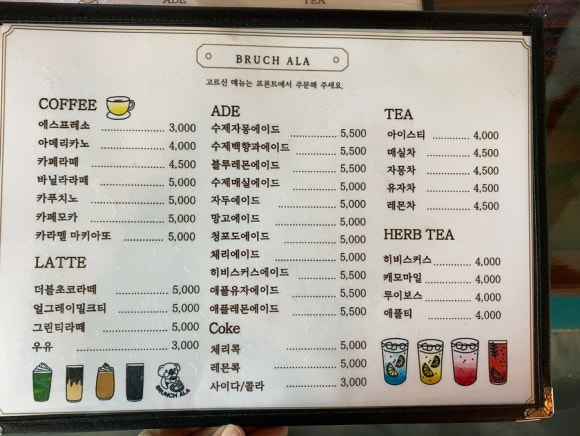 ADE TEA
BRUCH ALA
고르신 메뉴는 프론트에서 주문해 주세요.
COFFEE
에스프레소 3,000
아메리카노 4,000
카페라떼 4,500
바닐라라떼 5,000
카푸치노 5,000
카페모카 5,000
카라멜 마키아또 5,000
LATTE
더블초코라떼 5,000
얼그레이밀크티 5,000
그린티라떼 5,000
우유 3,000
BRUNCH ALA
ADE
수제자몽에이드 5,500
수제백향과에이드 5,500
블루레몬에이드 5,500
수제매실에이드 5,500
자두에이드 5,000
망고에이드 5,000
청포도에이드 5,000
체리에이드 5,000
히비스커스에이드 5,500
애플유자에이드 5,500
애플레몬에이드 5,500
Coke
체리콕 5,000
레몬콕 5,000
사이다/콜라 3,000
TEA
아이스티 4,000
매실차 4,500
자몽차 4,500
유자차 4,500
레몬차 4,500
HERB TEA
히비스커스 4,000
캐모마일 4,000
루이보스 4,000
애플티 4,000